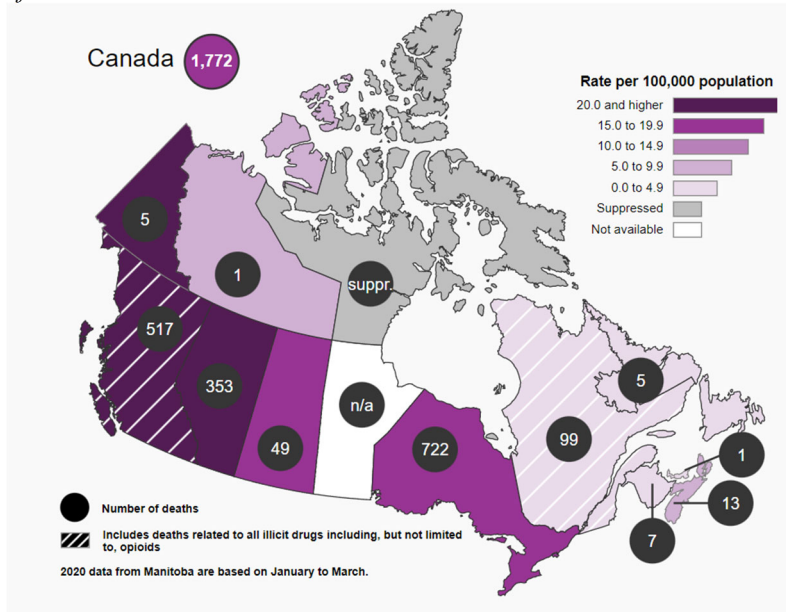 Canada 1,772
Rate per 100,000 population
20.0 and higher
15.0 to 19.9
10.0 to 14.9
5.0 to 9.9
0.0 to 4.9
Suppressed
Not available
5
1
suppr.
517
353
49
n/a
722
99
5
1
13
7
Number of deaths
Includes deaths related to all illicit drugs including, but not limited
to, opioids
2020 data from Manitoba are based on January to March.